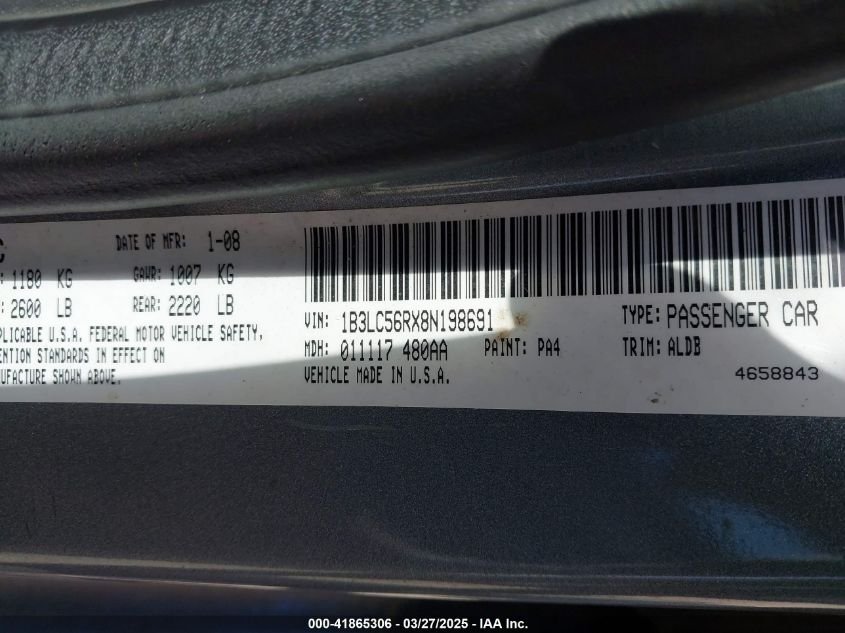 C
DATE OF MFR: 1-08
: 1180 KG GAWR: 1007 KG
: 2600 LB REAR: 2220 LB
PLICABLE U.S.A. FEDERAL MOTOR VEHICLE SAFETY,
ENTION STANDARDS IN EFFECT ON
UFACTURE SHOWN ABOVE.
VIN: 1B3LC56RX8N198691 TYPE: PASSENGER CAR
MDH: 011117 480AA PAINT: PA4 TRIM: ALDB
VEHICLE MADE IN U.S.A. 4658843
000-41865306 - 03/27/2025 - IAA Inc.